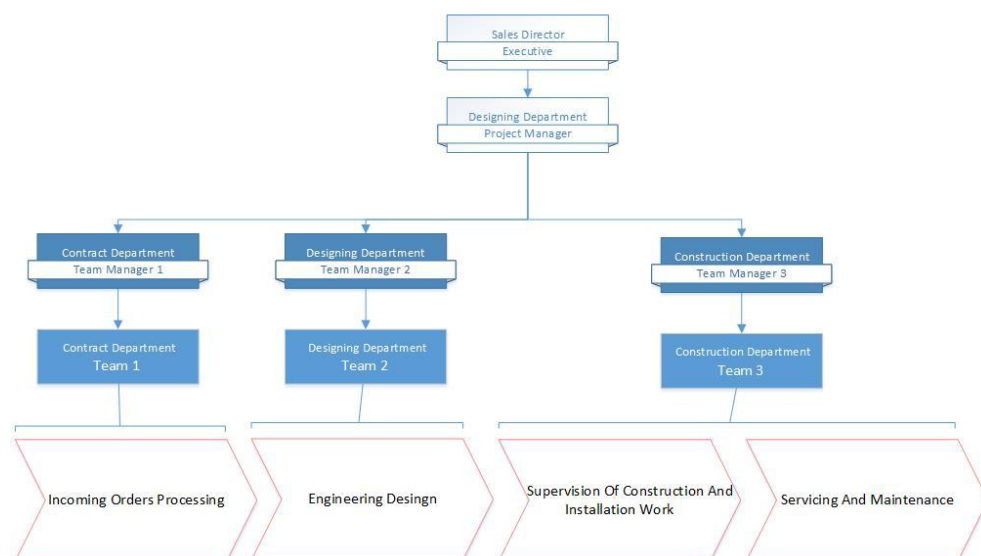 Sales Director
Executive
Designing Department
Project Manager
Contract Department
Team Manager 1
Designing Department
Team Manager 2
Construction Department
Team Manager 3
Contract Department
Team 1
Designing Department
Team 2
Construction Department
Team 3
Incoming Orders Processing
Engineering Desingn
Supervision Of Construction And
Installation Work
Servicing And Maintenance